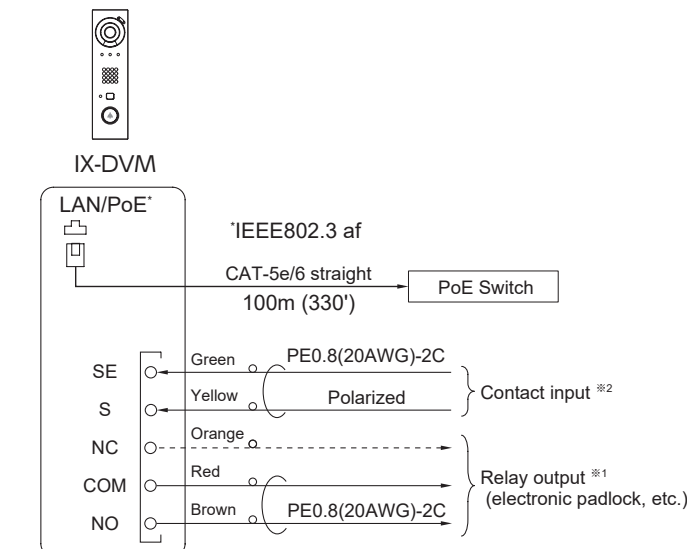 IX-DVM
LAN/PoE*
*IEEE802.3 af
CAT-5e/6 straight
PoE Switch
100m (330')
Green
PE0.8(20AWG)-2C
SE
Yellow
Polarized
Contact input ※2
S
Orange
NC
Red
COM
Relay output ※1
(electronic padlock, etc.)
Brown
PE0.8(20AWG)-2C
NO